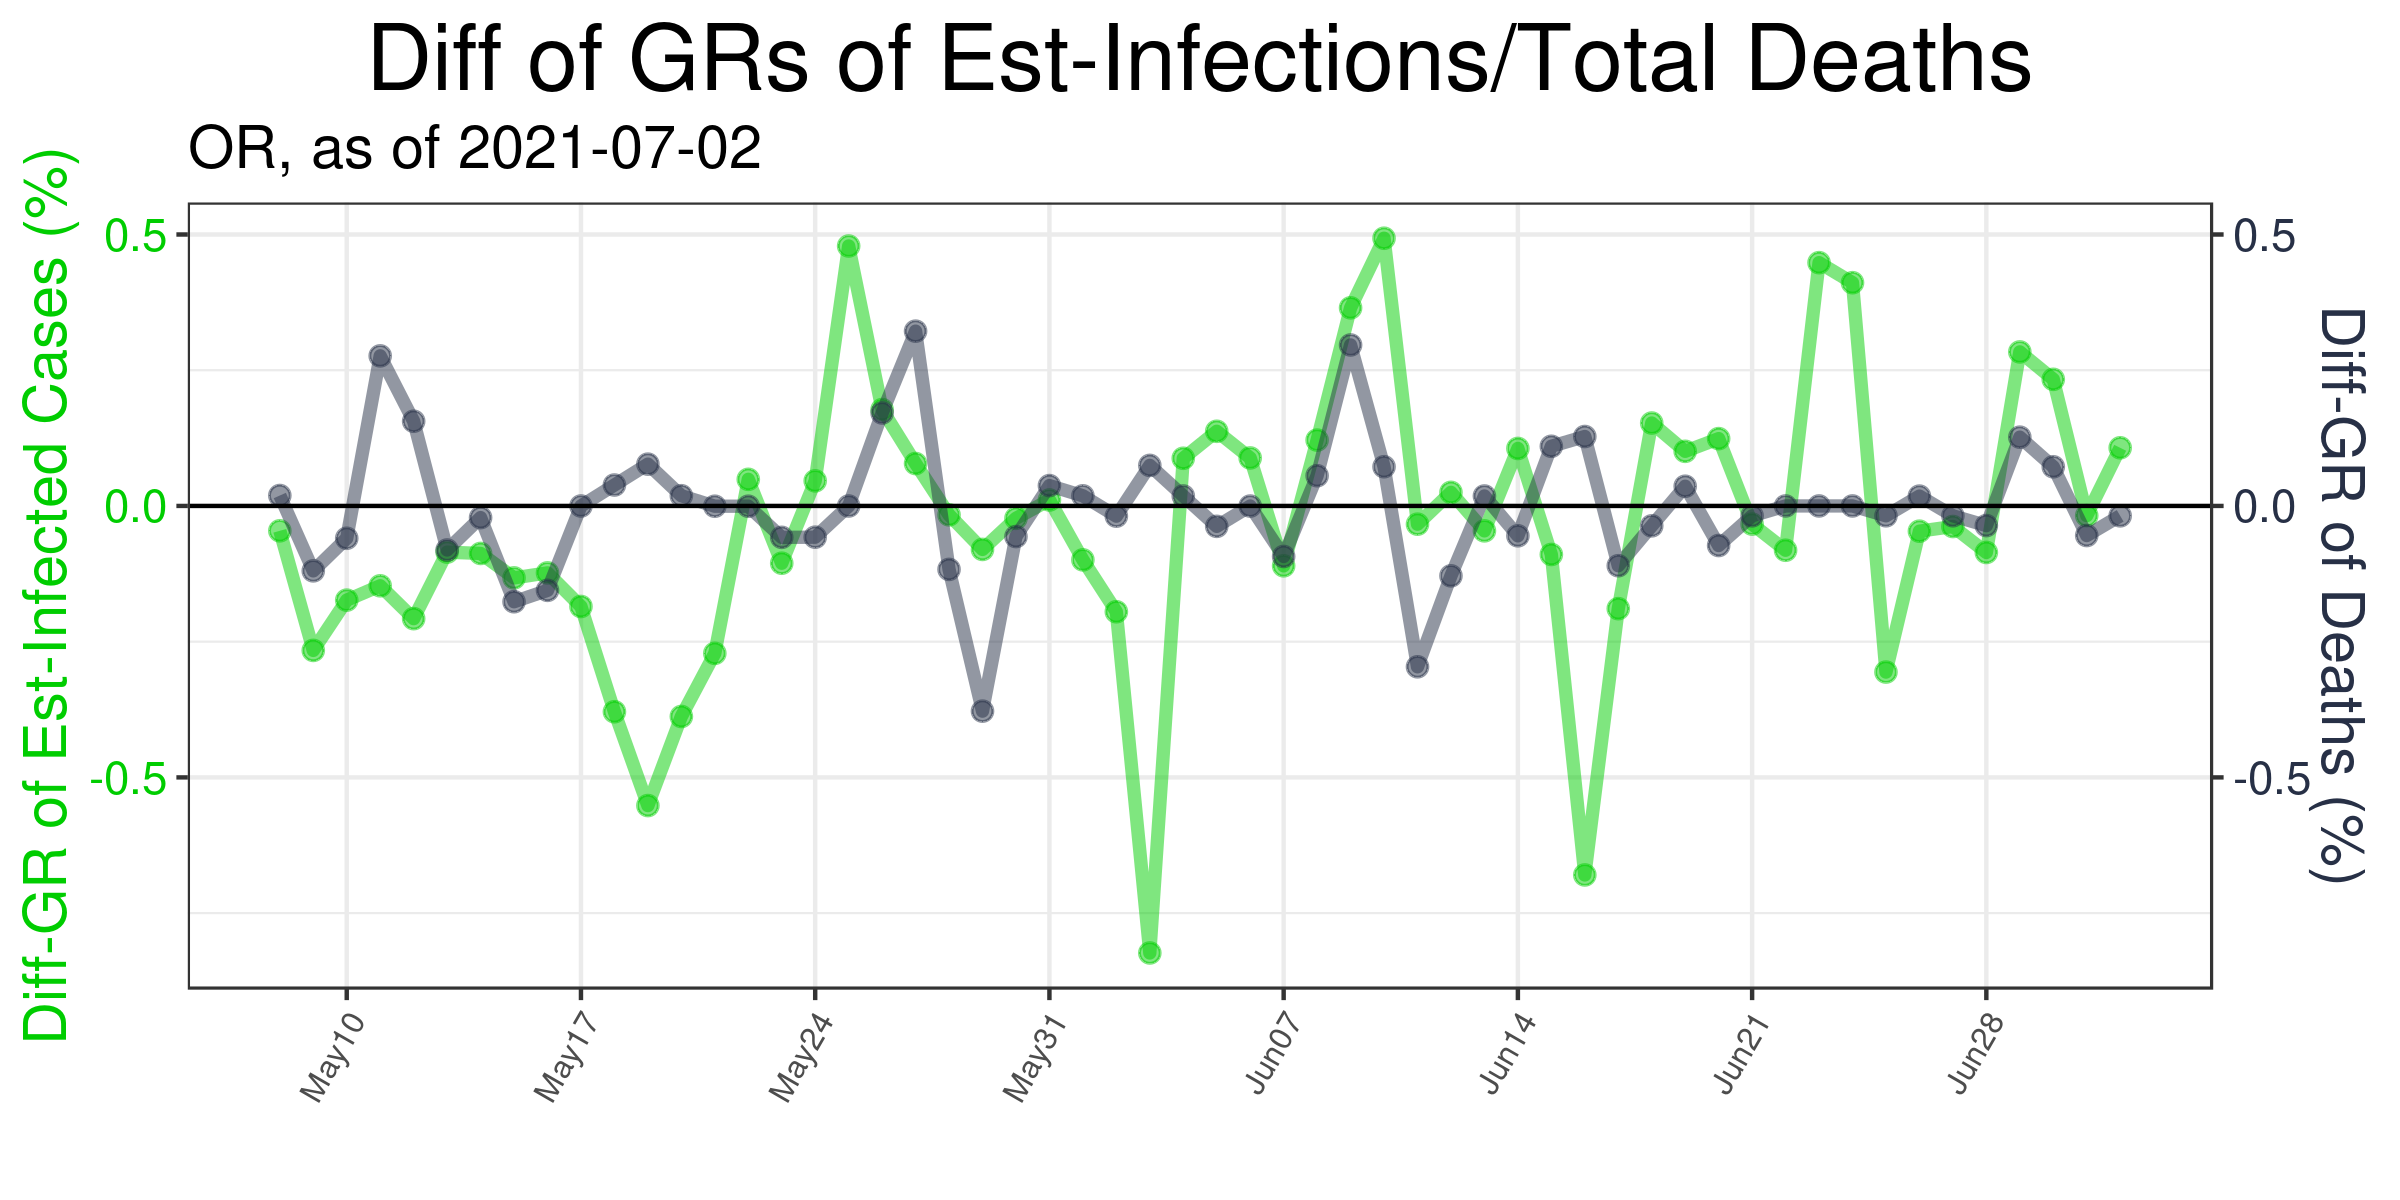 Diff of GRs of Est-Infections/Total Deaths
OR, as of 2021-07-02
Diff-GR of Est-Infected Cases (%)
0.5
0.0
-0.5
0.5
0.0
-0.5
Diff-GR of Deaths (%)
May10
May17
May24
May31
Jun07
Jun14
Jun21
Jun28